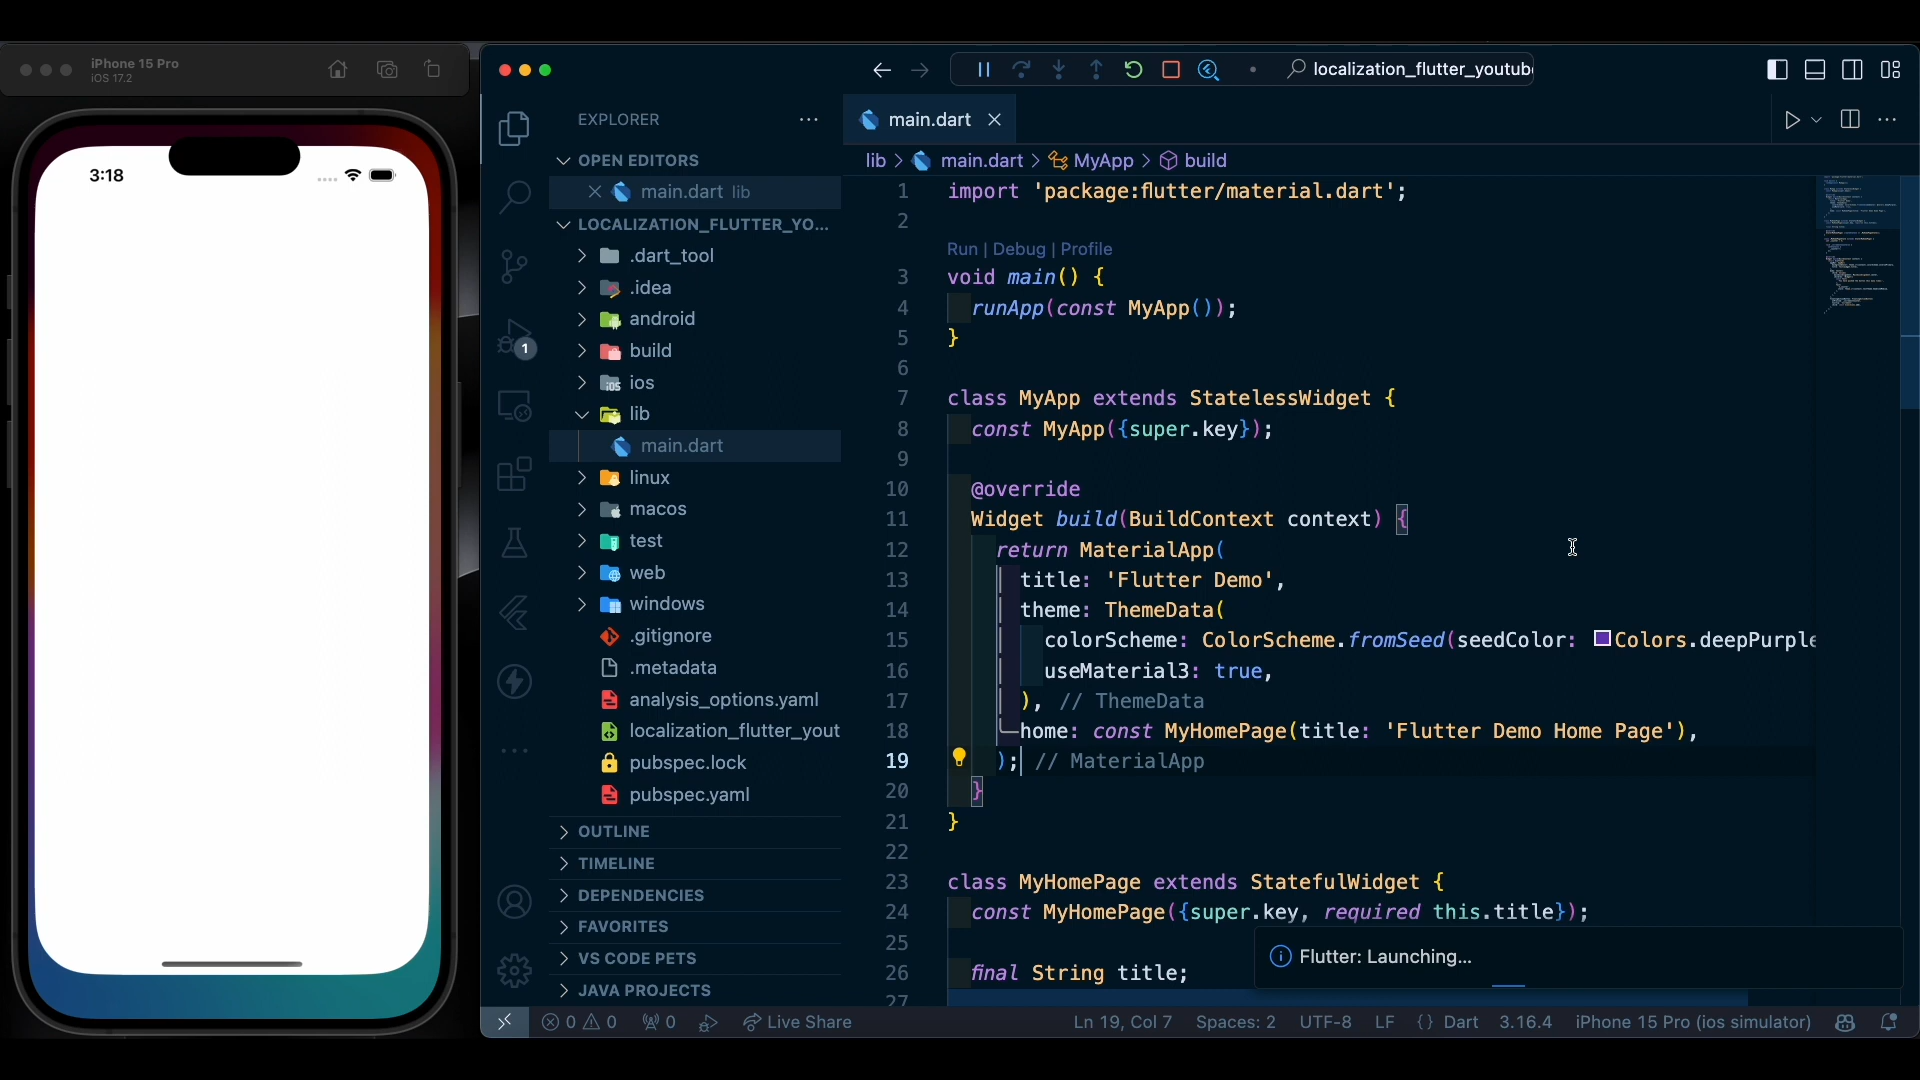 iPhone 15 Pro
iOS 17.2
3:18
localization_flutter_youtub
EXPLORER
main.dart
OPEN EDITORS
main.dart lib
LOCALIZATION_FLUTTER_YO...
.dart_tool
.idea
android
build
ios
lib
main.dart
linux
macos
test
web
windows
.gitignore
.metadata
analysis_options.yaml
localization_flutter_yout
pubspec.lock
pubspec.yaml
OUTLINE
TIMELINE
DEPENDENCIES
FAVORITES
VS CODE PETS
JAVA PROJECTS
1
lib > main.dart > MyApp > build
1 import 'package:flutter/material.dart';
2
Run | Debug | Profile
3 void main() {
4 runApp(const MyApp());
5 }
6
7 class MyApp extends StatelessWidget {
8 const MyApp({super.key});
9
10 @override
11 Widget build(BuildContext context) {
12 return MaterialApp(
13 title: 'Flutter Demo',
14 theme: ThemeData(
15 colorScheme: ColorScheme.fromSeed(seedColor: Colors.deepPurple
16 useMaterial3: true,
17 ), // ThemeData
18 home: const MyHomePage(title: 'Flutter Demo Home Page'),
19 ); // MaterialApp
20 }
21 }
22
23 class MyHomePage extends StatefulWidget {
24 const MyHomePage({super.key, required this.title});
25
26 final String title;
27
Flutter: Launching...
0 0 0 Live Share Ln 19, Col 7 Spaces: 2 UTF-8 LF {} Dart 3.16.4 iPhone 15 Pro (ios simulator)